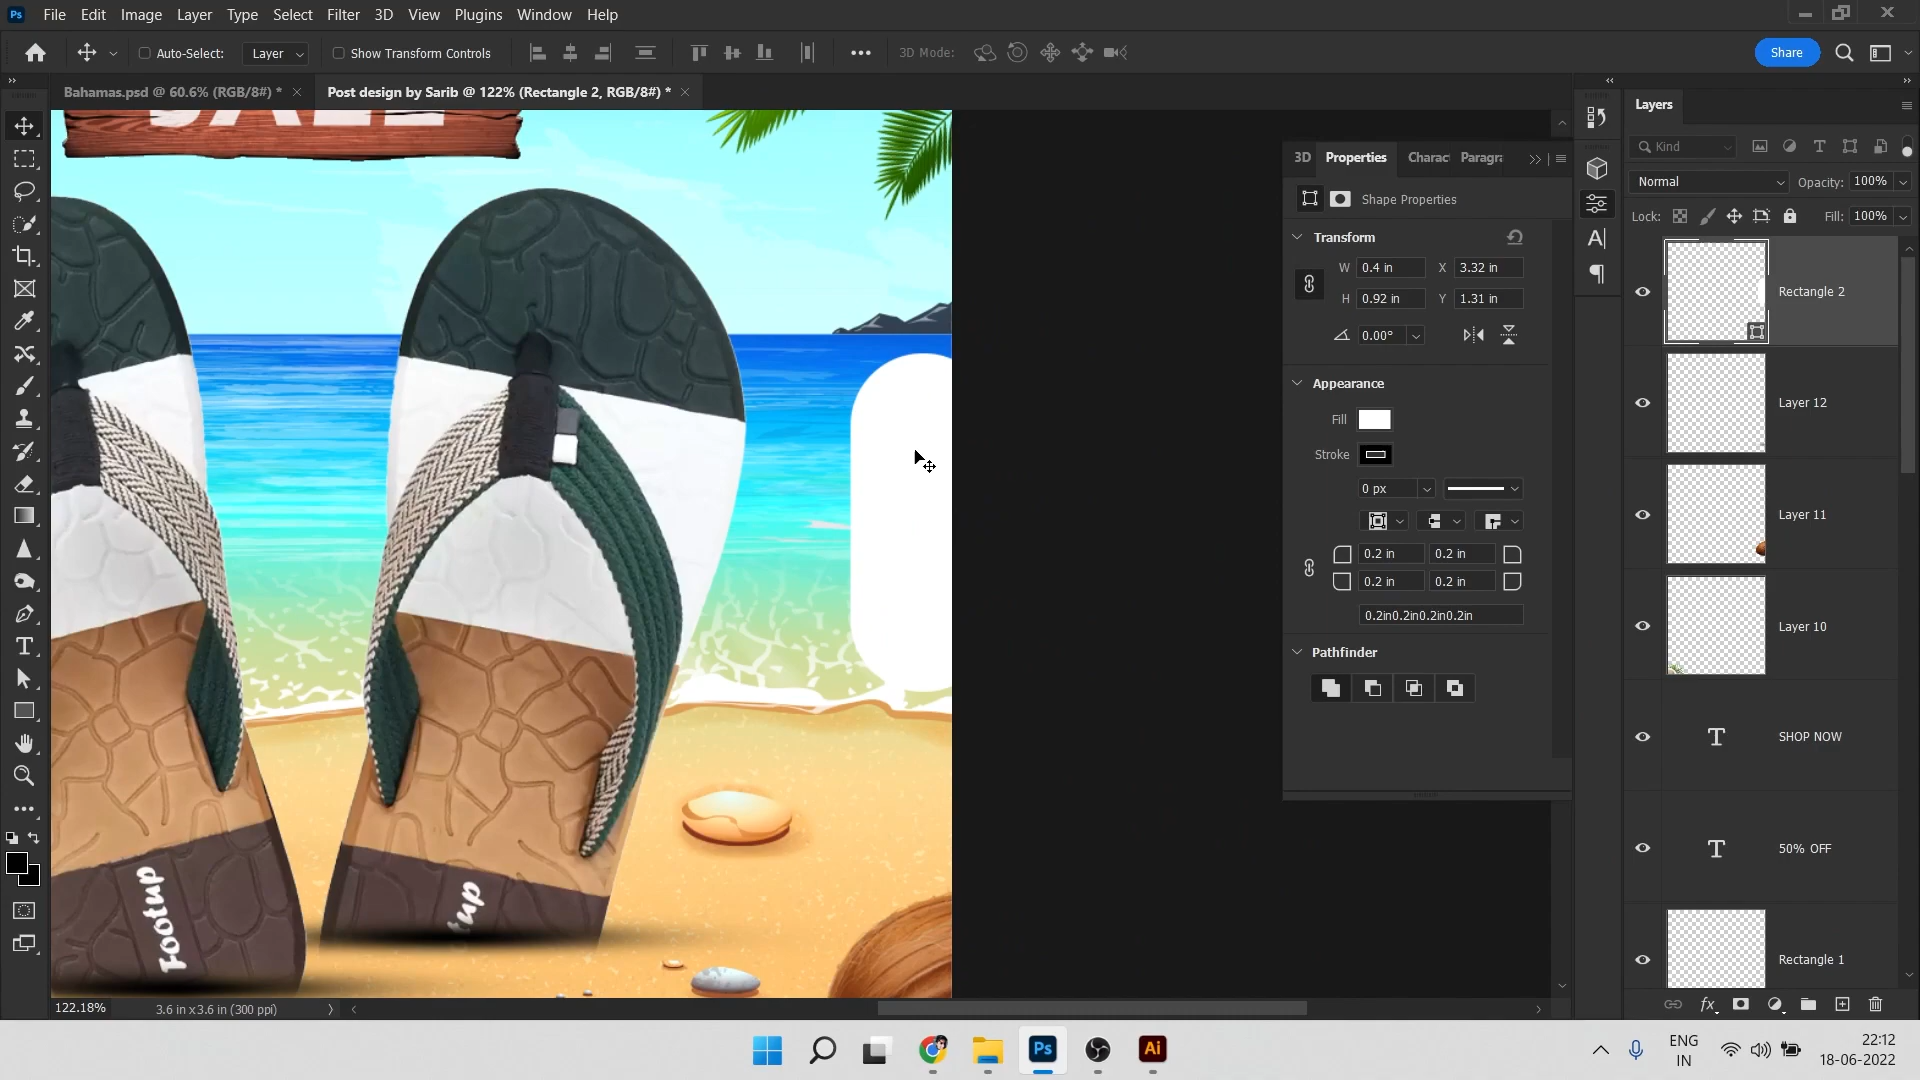 File Edit Image Layer Type Select Filter 3D View Plugins Window Help
Auto-Select: Layer Show Transform Controls 3D Mode: Share
Bahamas.psd @ 60.6% (RGB/8#) *
Post design by Sarib @ 122% (Rectangle 2, RGB/8#) *
SALE
Footup
tup
3D Properties Charac Paragra
Shape Properties
Transform
W 0.4 in X 3.32 in
H 0.92 in Y 1.31 in
0.00°
Appearance
Fill
Stroke
0 px
0.2 in 0.2 in
0.2 in 0.2 in
0.2in0.2in0.2in0.2in
Pathfinder
Layers
Kind
Normal Opacity: 100%
Lock: Fill: 100%
Rectangle 2
Layer 12
Layer 11
Layer 10
SHOP NOW
50% OFF
Rectangle 1
122.18% 3.6 in x 3.6 in (300 ppi)
ENG
IN
22:12
18-06-2022